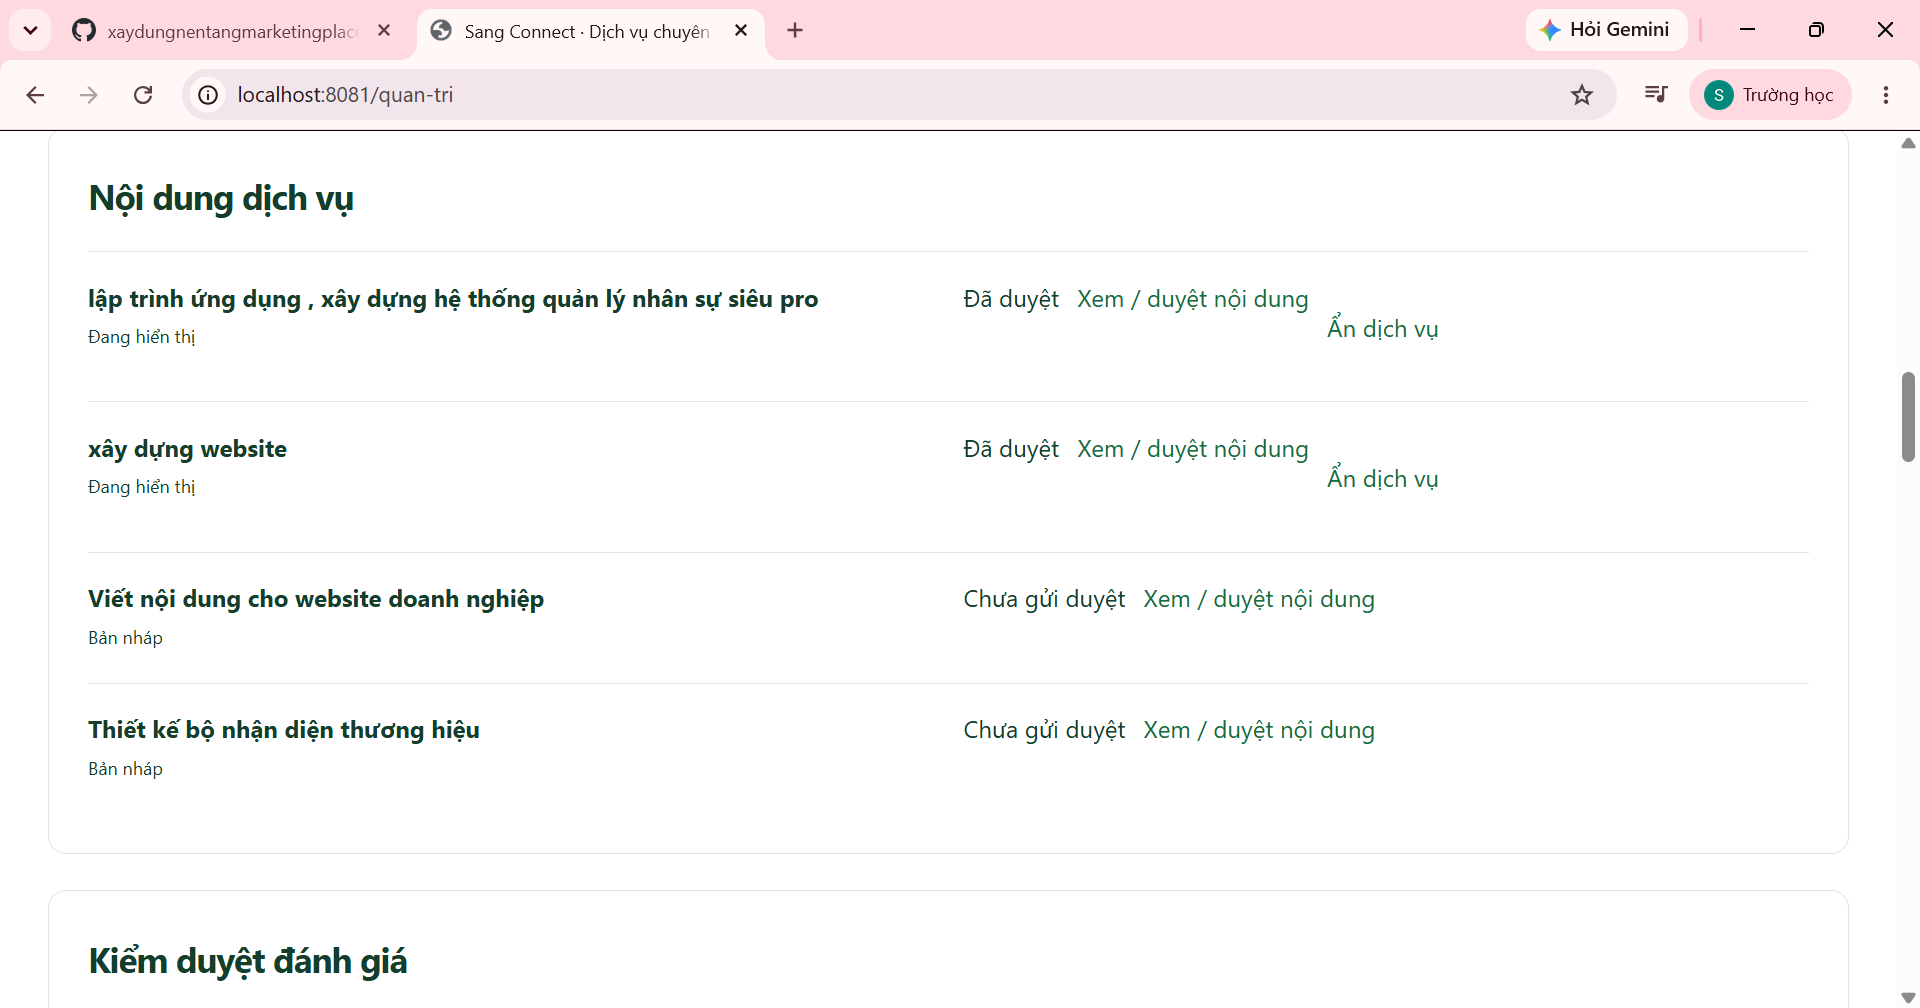 xaydungnentangmarketingplac
Sang Connect · Dịch vụ chuyên
Hỏi Gemini
localhost:8081/quan-tri
S
Trường học
Nội dung dịch vụ
lập trình ứng dụng , xây dựng hệ thống quản lý nhân sự siêu pro
Đang hiển thị
Đã duyệt Xem / duyệt nội dung
Ẩn dịch vụ
xây dựng website
Đang hiển thị
Đã duyệt Xem / duyệt nội dung
Ẩn dịch vụ
Viết nội dung cho website doanh nghiệp
Bản nháp
Chưa gửi duyệt Xem / duyệt nội dung
Thiết kế bộ nhận diện thương hiệu
Bản nháp
Chưa gửi duyệt Xem / duyệt nội dung
Kiểm duyệt đánh giá